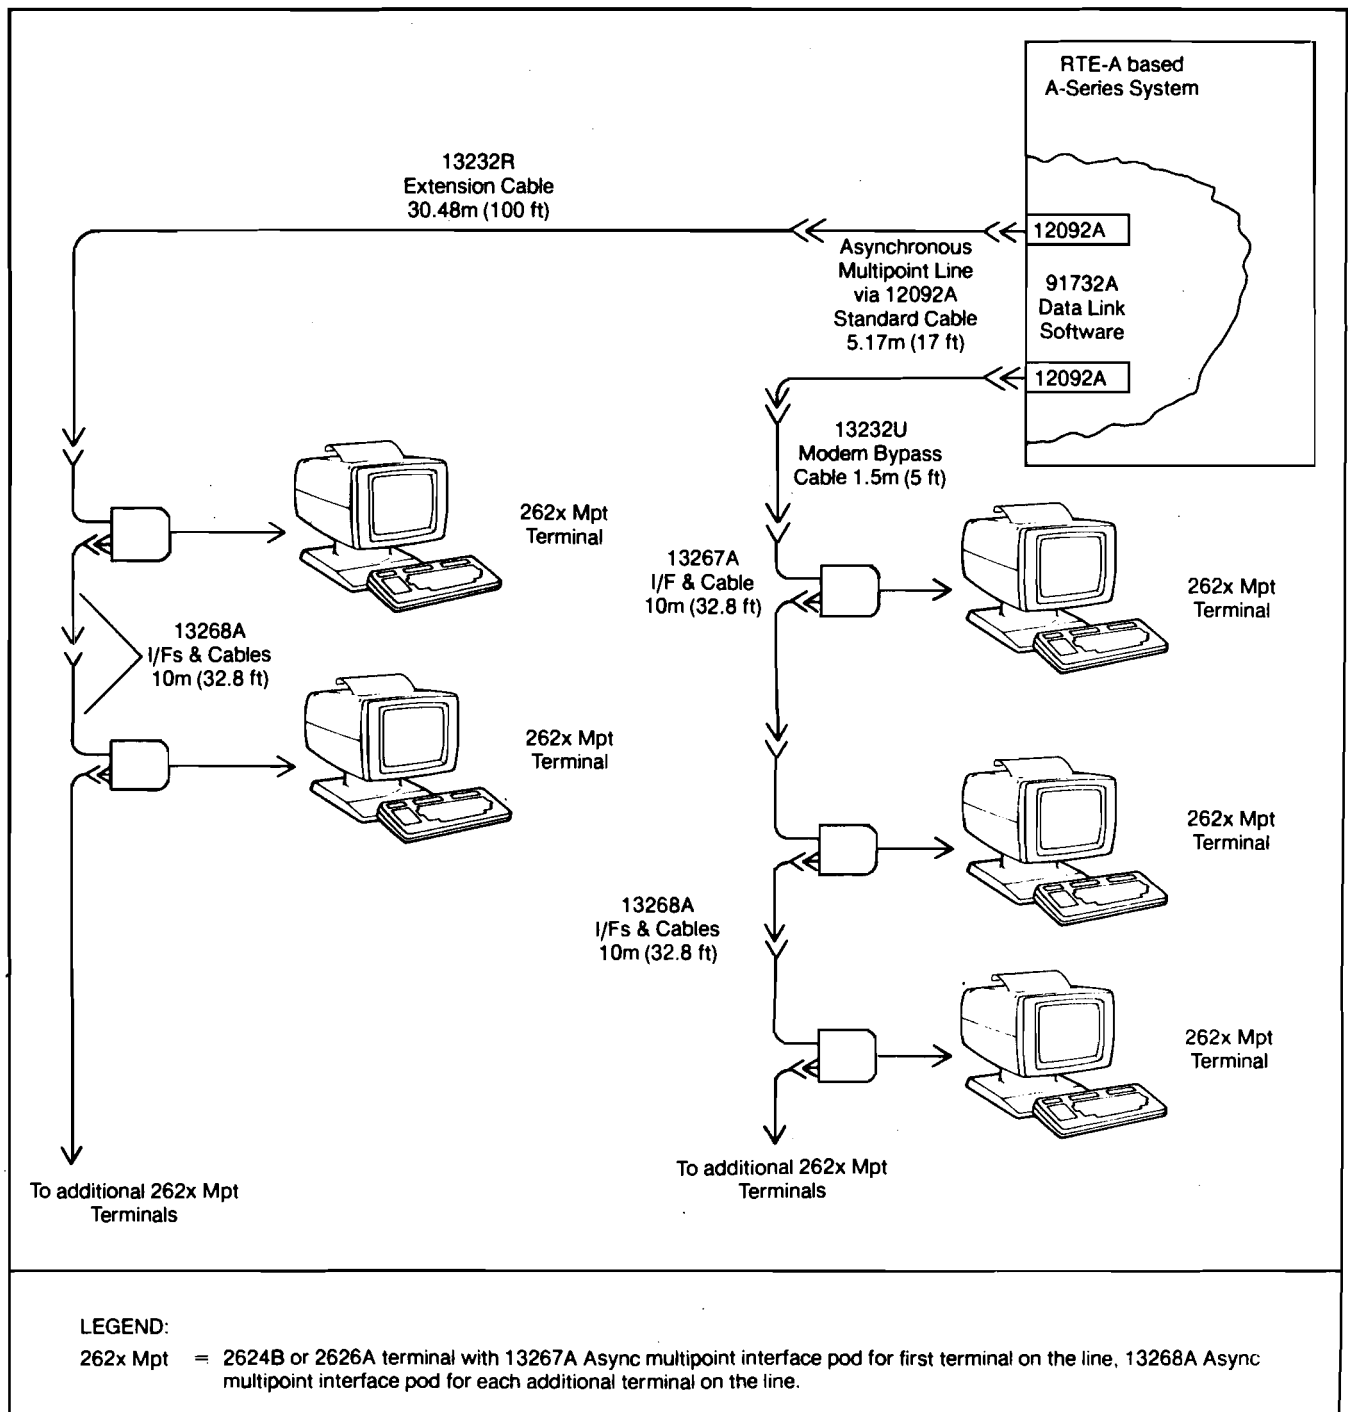 RTE-A based
A-Series System
13232R
Extension Cable
30.48m (100 ft)
12092A
Asynchronous
Multipoint Line
via 12092A
Standard Cable
5.17m (17 ft)
91732A
Data Link
Software
12092A
13232U
Modem Bypass
Cable 1.5m (5 ft)
262x Mpt
Terminal
13267A
I/F & Cable
10m (32.8 ft)
262x Mpt
Terminal
13268A
I/Fs & Cables
10m (32.8 ft)
262x Mpt
Terminal
262x Mpt
Terminal
13268A
I/Fs & Cables
10m (32.8 ft)
262x Mpt
Terminal
To additional 262x Mpt
Terminals
To additional 262x Mpt
Terminals
LEGEND:
262x Mpt = 2624B or 2626A terminal with 13267A Async multipoint interface pod for first terminal on the line, 13268A Async
multipoint interface pod for each additional terminal on the line.